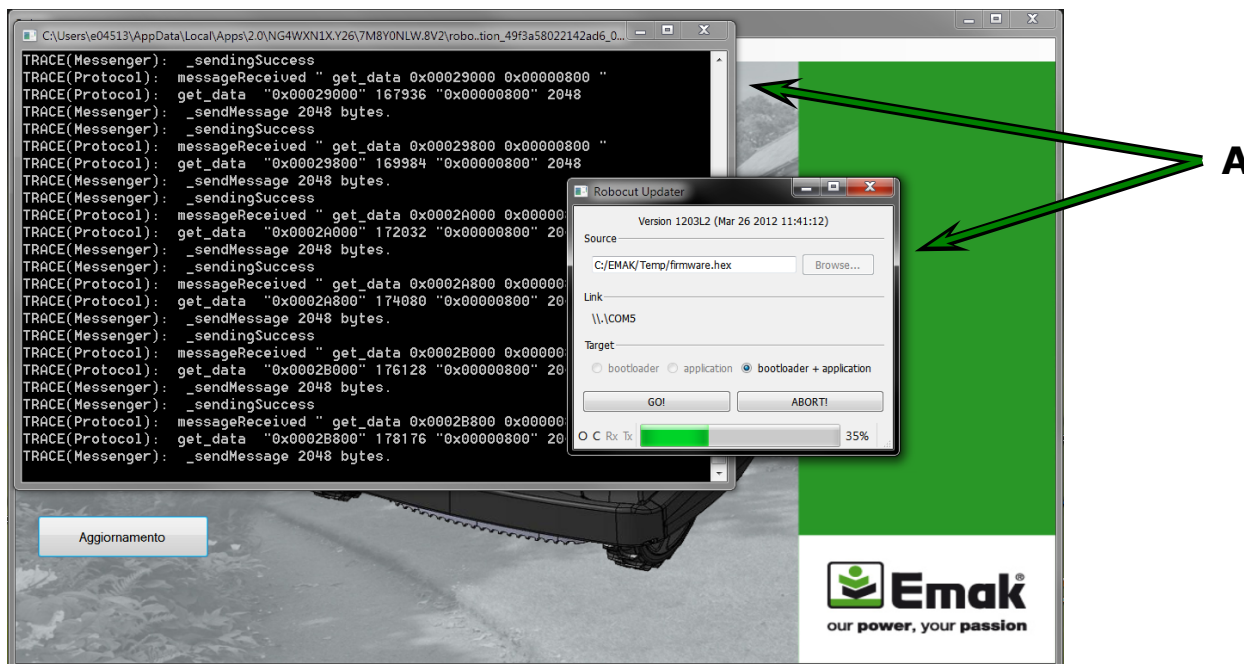 C:\Users\e04513\AppData\Local\Apps\2.0\NG4WXN1X.Y26\7M8Y0NLW.8V2\robo..tion_49f3a58022142ad6_0...
TRACE(Messenger):  _sendingSuccess
TRACE(Protocol):  messageReceived " get_data 0x00029000 0x00000800 "
TRACE(Protocol):  get_data  "0x00029000" 167936 "0x00000800" 2048
TRACE(Messenger):  _sendMessage 2048 bytes.
TRACE(Messenger):  _sendingSuccess
TRACE(Protocol):  messageReceived " get_data 0x00029800 0x00000800 "
TRACE(Protocol):  get_data  "0x00029800" 169984 "0x00000800" 2048
TRACE(Messenger):  _sendMessage 2048 bytes.
TRACE(Messenger):  _sendingSuccess
TRACE(Protocol):  messageReceived " get_data 0x0002A000 0x00000
TRACE(Protocol):  get_data  "0x0002A000" 172032 "0x00000800" 20
TRACE(Messenger):  _sendMessage 2048 bytes.
TRACE(Messenger):  _sendingSuccess
TRACE(Protocol):  messageReceived " get_data 0x0002A800 0x00000
TRACE(Protocol):  get_data  "0x0002A800" 174080 "0x00000800" 20
TRACE(Messenger):  _sendMessage 2048 bytes.
TRACE(Messenger):  _sendingSuccess
TRACE(Protocol):  messageReceived " get_data 0x0002B000 0x00000
TRACE(Protocol):  get_data  "0x0002B000" 176128 "0x00000800" 20
TRACE(Messenger):  _sendMessage 2048 bytes.
TRACE(Messenger):  _sendingSuccess
TRACE(Protocol):  messageReceived " get_data 0x0002B800 0x00000
TRACE(Protocol):  get_data  "0x0002B800" 178176 "0x00000800" 20
TRACE(Messenger):  _sendMessage 2048 bytes.
Robocut Updater
Version 1203L2 (Mar 26 2012 11:41:12)
Source
C:/EMAK/Temp/firmware.hex Browse...
Link
\\.\COM5
Target
bootloader application bootloader + application
GO! ABORT!
O C Rx Tx 35%
A
Aggiornamento
Emak®
our power, your passion